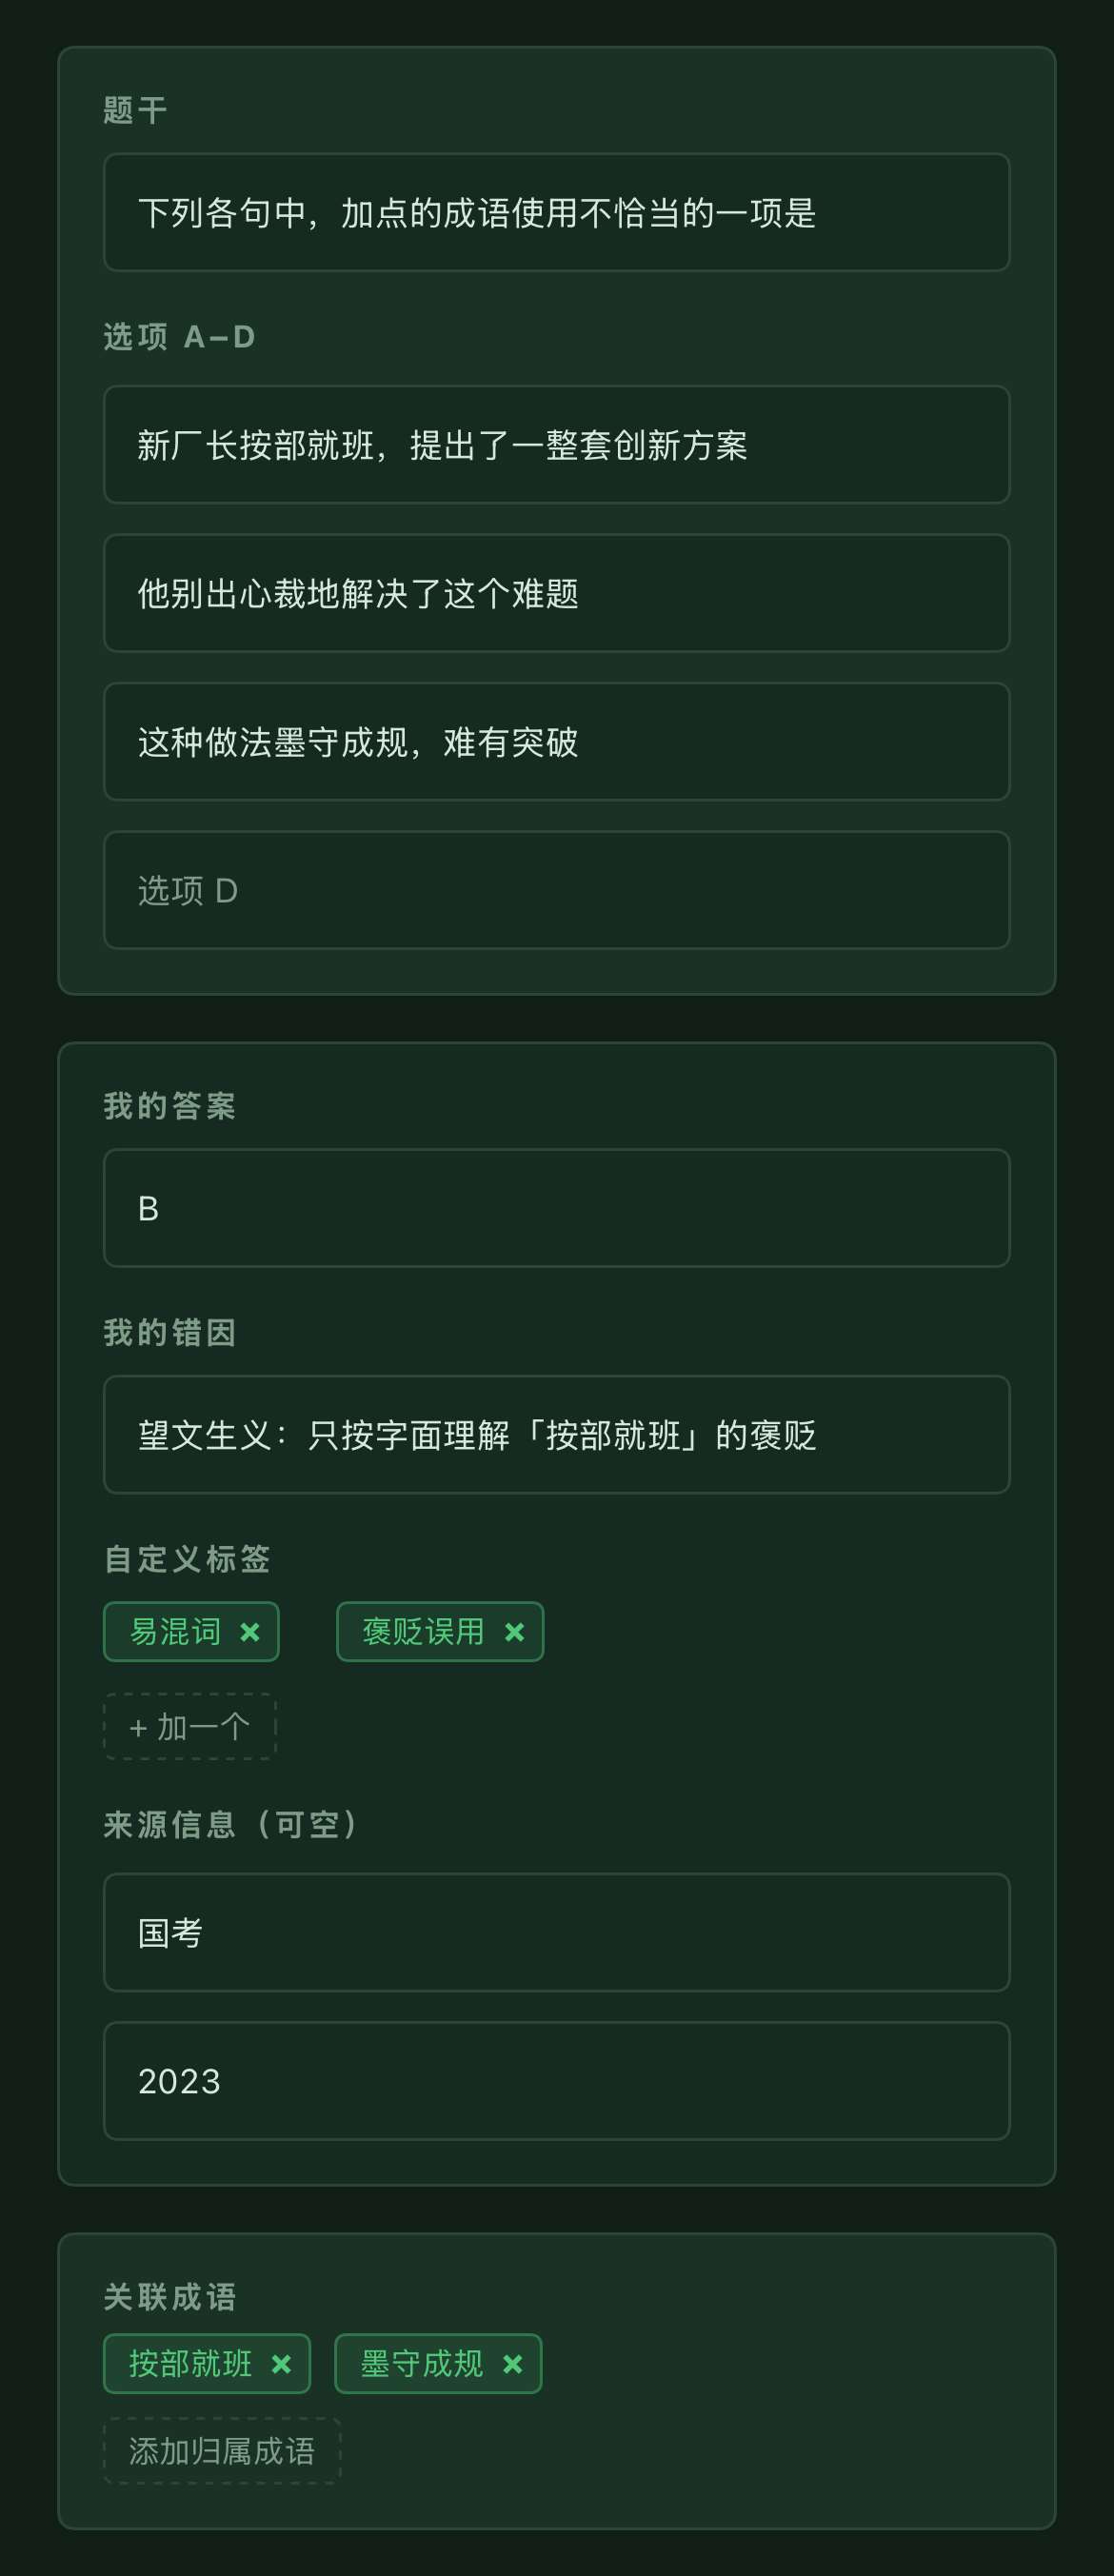 题干
下列各句中，加点的成语使用不恰当的一项是
选项 A–D
新厂长按部就班，提出了一整套创新方案
他别出心裁地解决了这个难题
这种做法墨守成规，难有突破
选项 D
我的答案
B
我的错因
望文生义：只按字面理解「按部就班」的褒贬
自定义标签
易混词 × 褒贬误用 ×
+ 加一个
来源信息（可空）
国考
2023
关联成语
按部就班 × 墨守成规 ×
添加归属成语